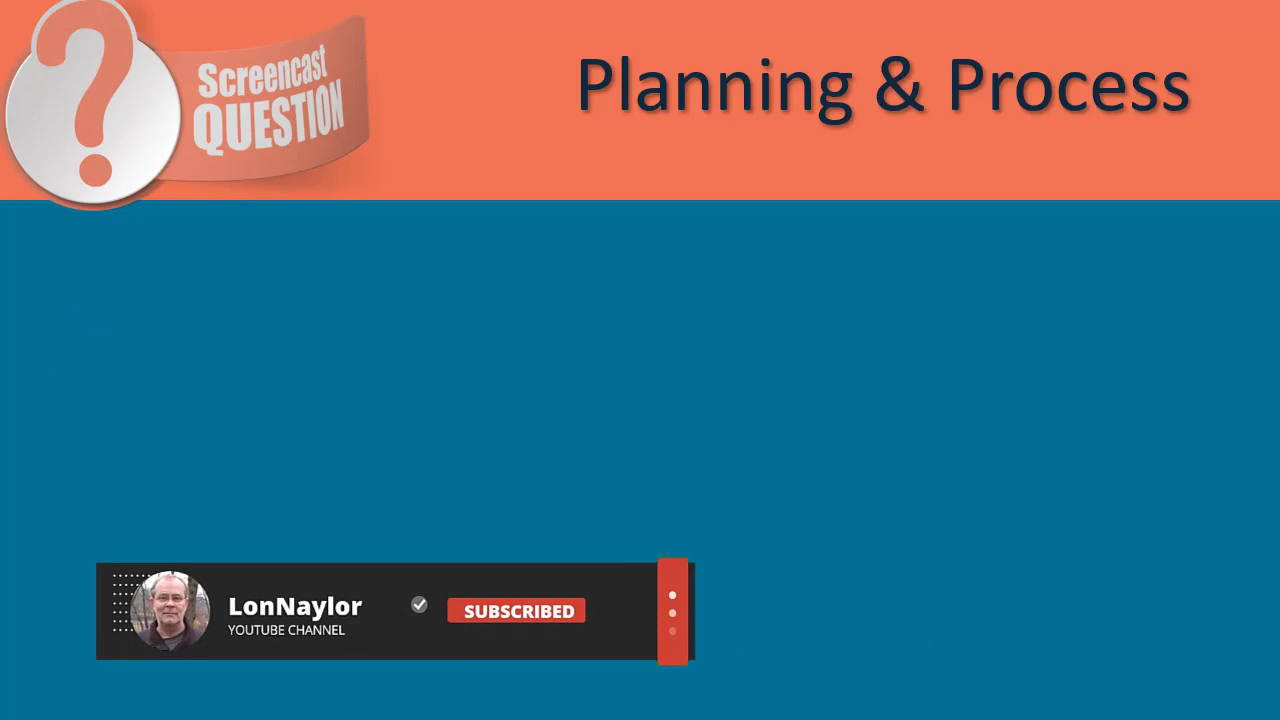 ?
Screencast
QUESTION
Planning & Process
LonNaylor
YOUTUBE CHANNEL
SUBSCRIBED